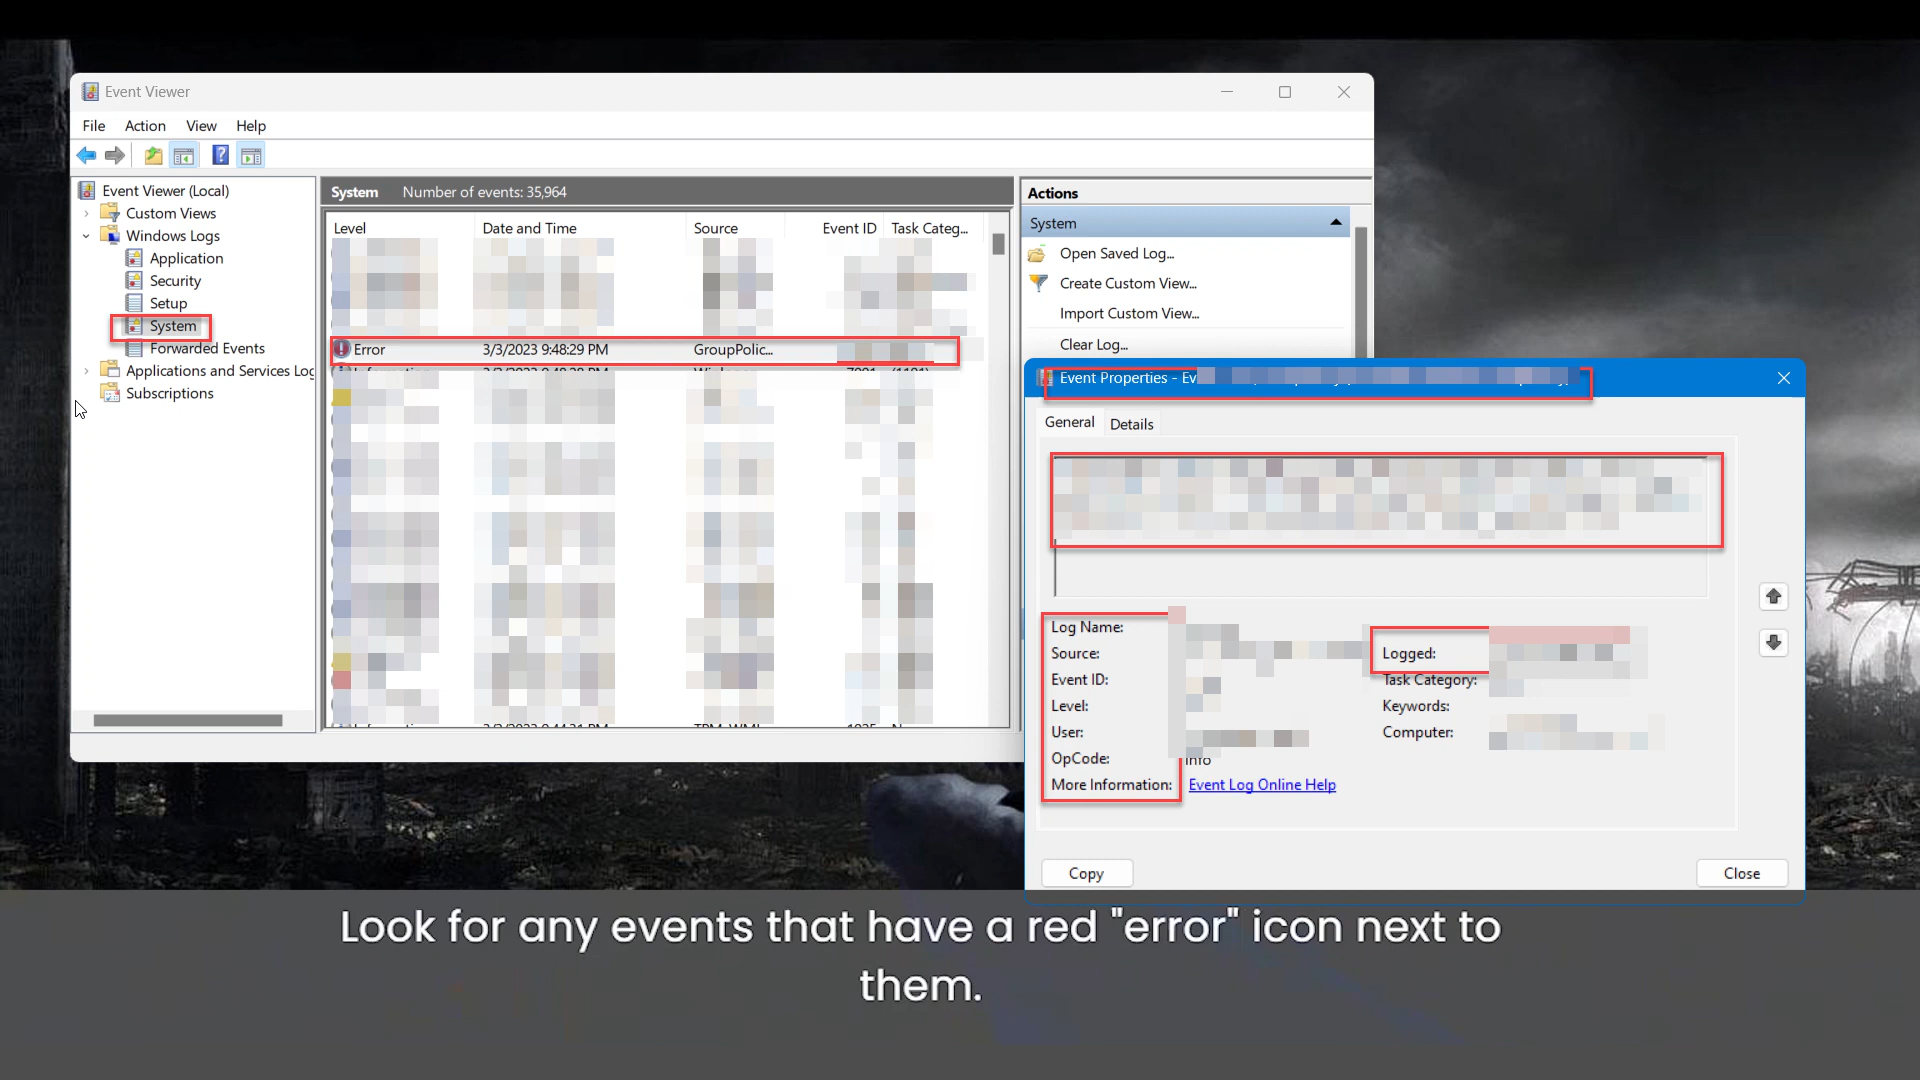 Event Viewer
File Action View Help
Event Viewer (Local)
Custom Views
Windows Logs
Application
Security
Setup
System
Forwarded Events
Applications and Services Log
Subscriptions
System Number of events: 35,964
Level Date and Time Source Event ID Task Categ...
Error 3/3/2023 9:48:29 PM GroupPolic...
Actions
System
Open Saved Log...
Create Custom View...
Import Custom View...
Clear Log...
Event Properties - Ev
General Details
Log Name:
Source:
Logged:
Event ID:
Task Category:
Level:
Keywords:
User:
Computer:
OpCode:
Info
More Information: Event Log Online Help
Copy Close
Look for any events that have a red "error" icon next to
them.